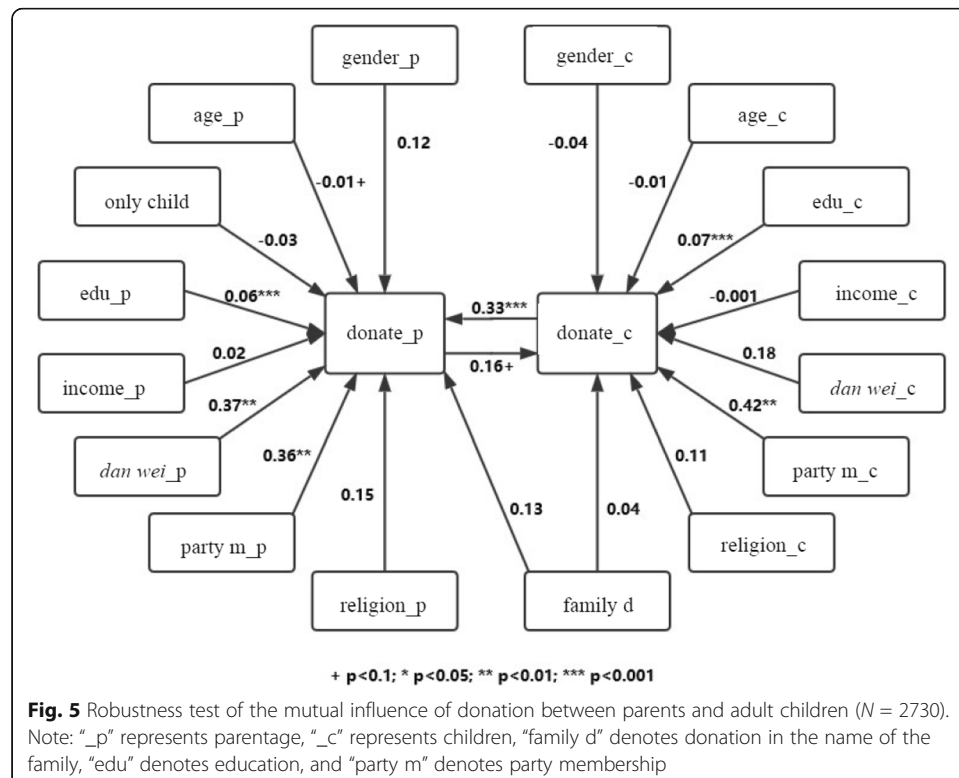 gender_p
gender_c
age_p
age_c
0.12
-0.04
-0.01+
-0.01
only child
edu_c
-0.03
0.07***
edu_p
0.06***
0.33***
-0.001
income_c
donate_p
donate_c
0.02
0.16+
0.18
income_p
dan wei_c
0.37**
0.42**
dan wei_p
0.36**
0.11
party m_c
0.15
0.13
0.04
party m_p
religion_c
religion_p
family d
+ p<0.1; * p<0.05; ** p<0.01; *** p<0.001
Fig. 5 Robustness test of the mutual influence of donation between parents and adult children (N = 2730).
Note: “_p” represents parentage, “_c” represents children, “family d” denotes donation in the name of the
family, “edu” denotes education, and “party m” denotes party membership